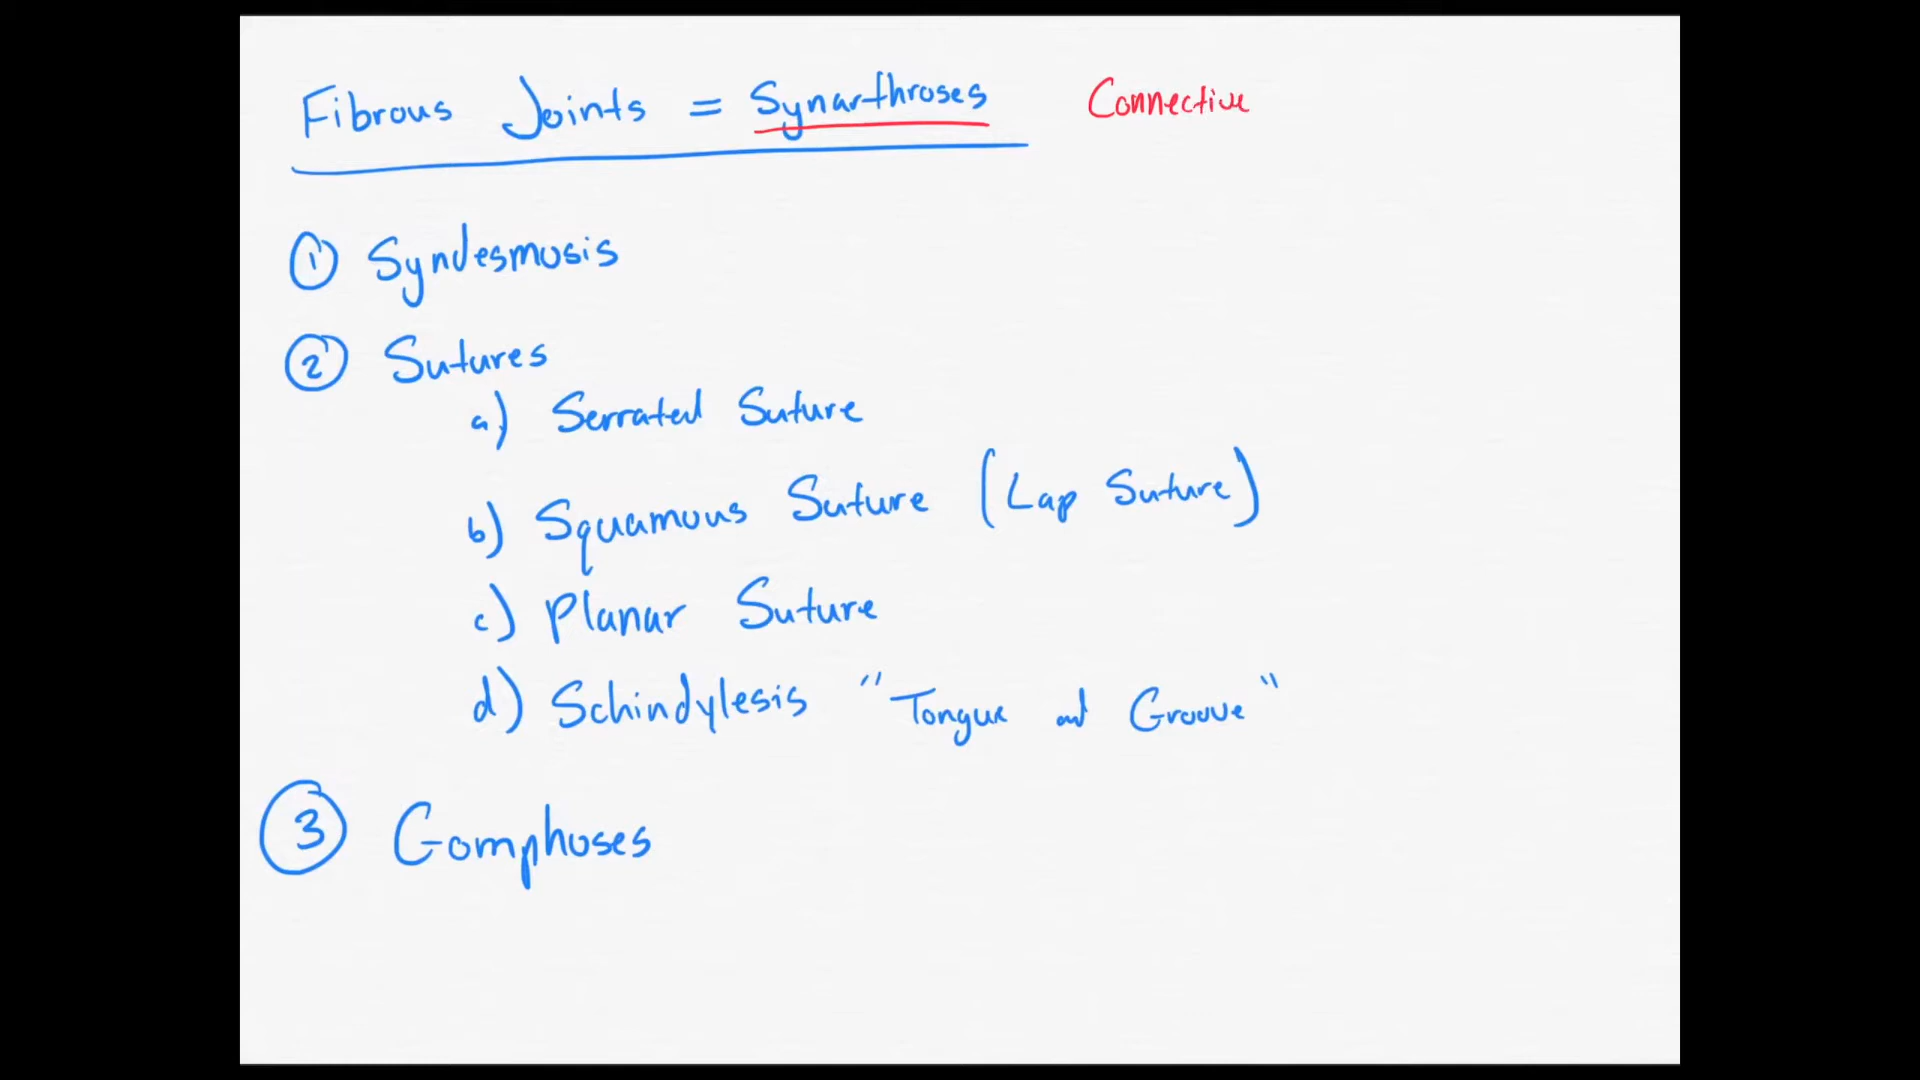 Fibrous Joints = Synarthroses Connective
1 Syndesmosis
2 Sutures
a) Serrated Suture
b) Squamous Suture (Lap Suture)
c) Planar Suture
d) Schindylesis "Tongue and Groove"
3 Gomphoses